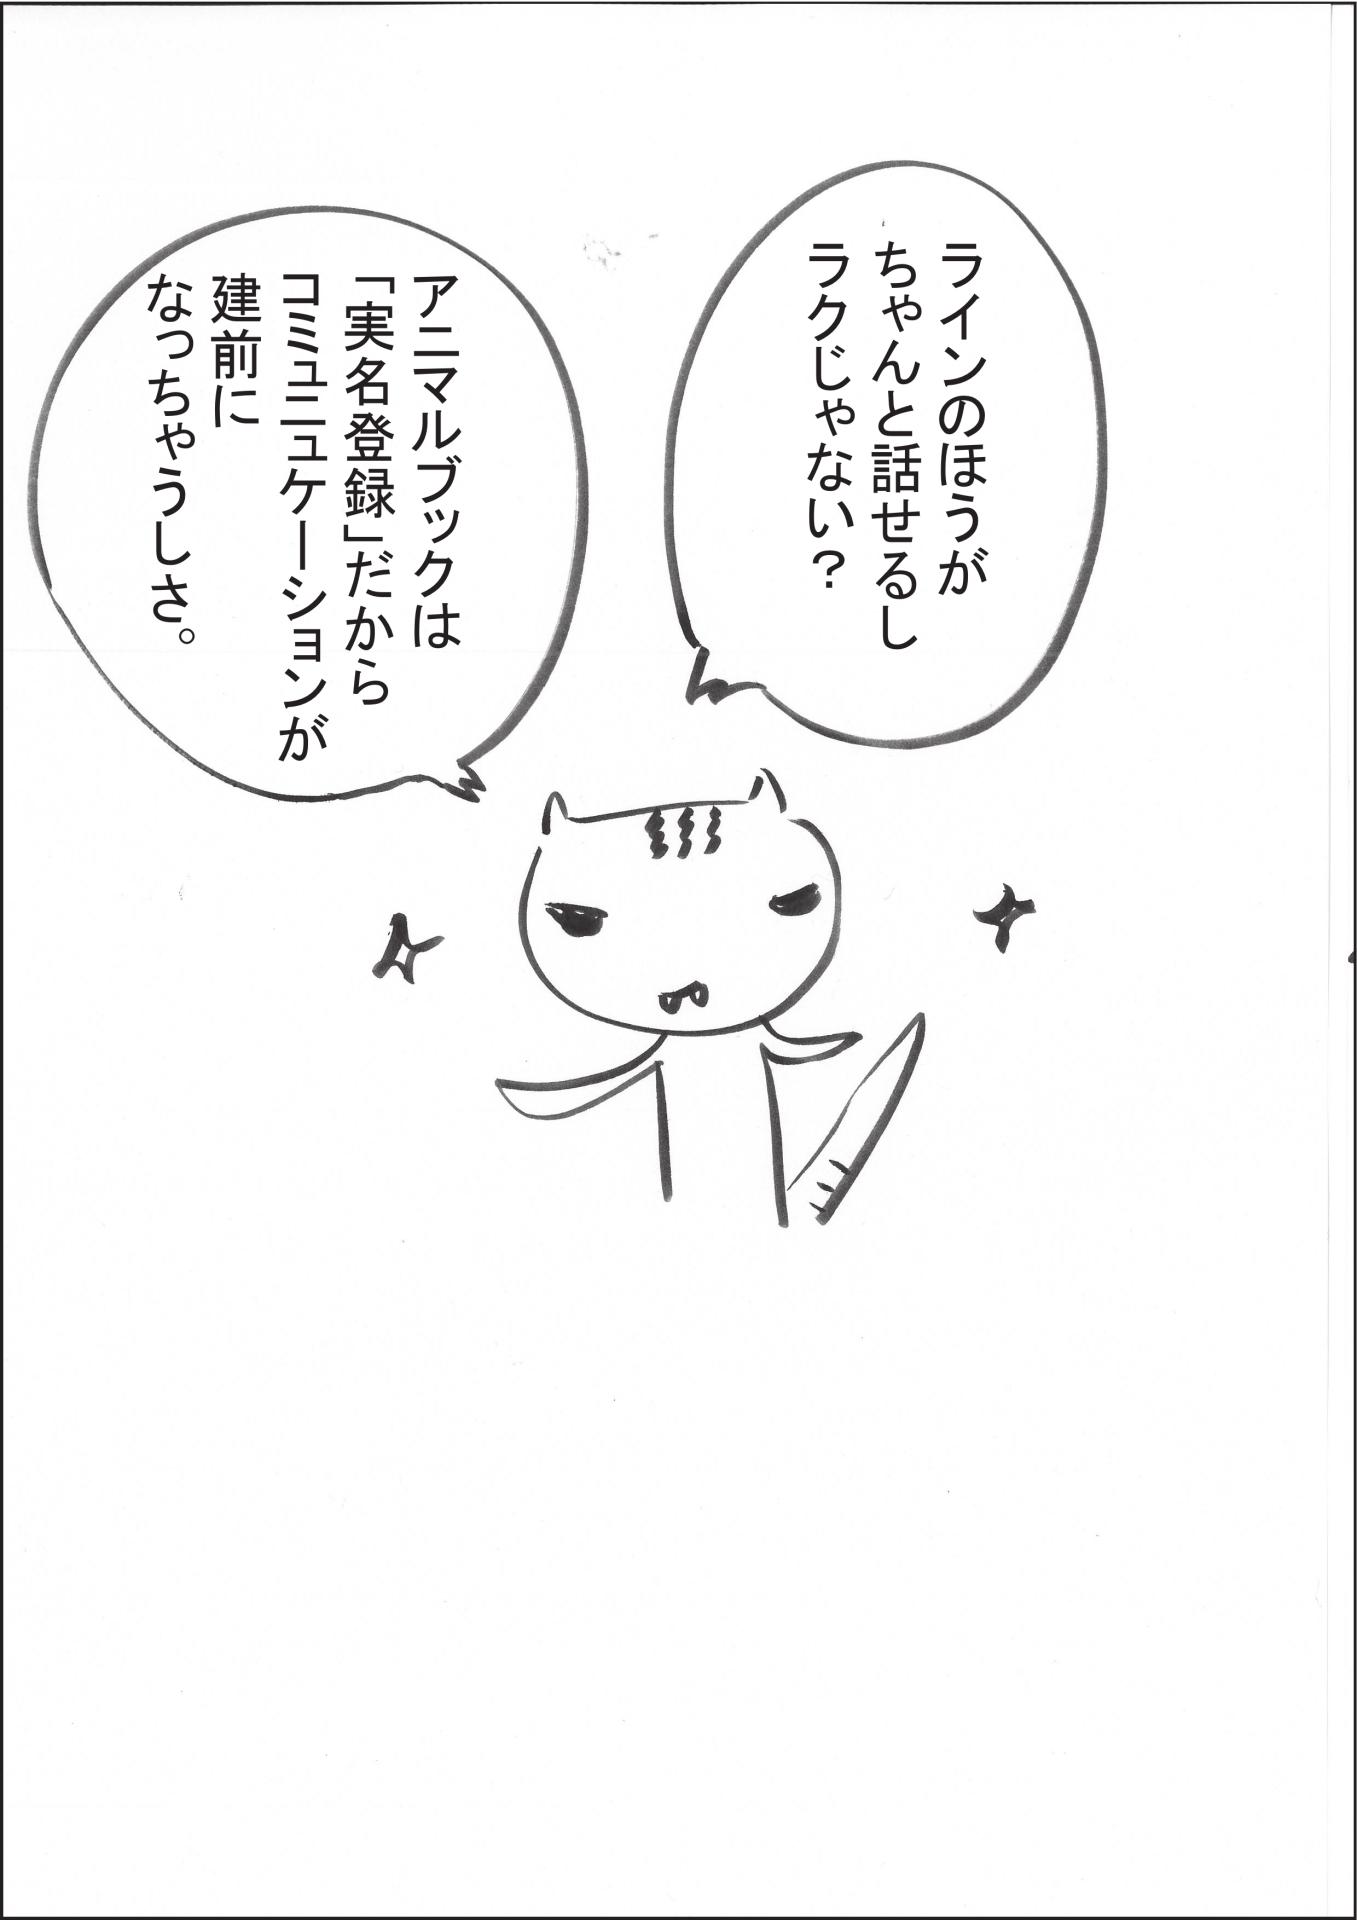 ラインのほうが
ちゃんと話せるし
ラクじゃない？
アニマルブックは
「実名登録」だから
コミュニュケーションが
建前に
なっちゃうしさ。